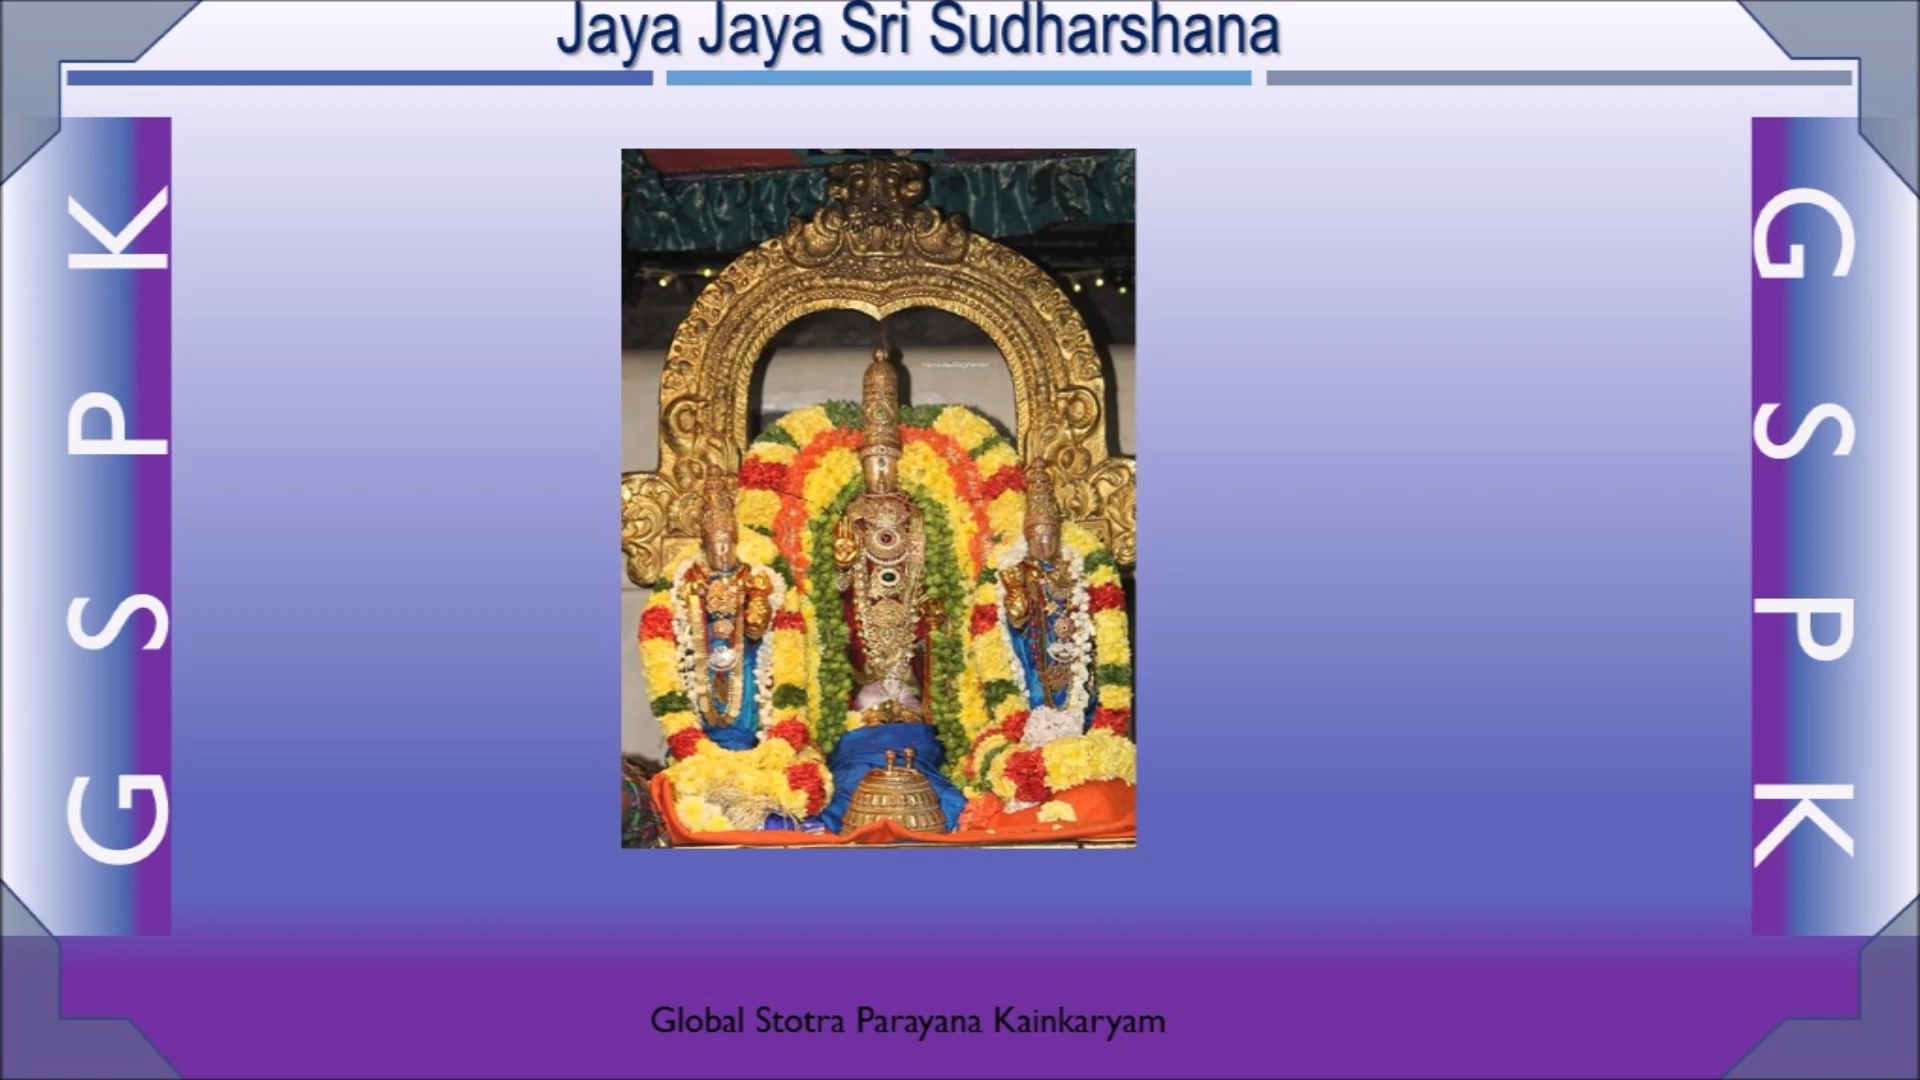 Jaya Jaya Sri Sudharshana
G S P K
G S P K
Global Stotra Parayana Kainkaryam